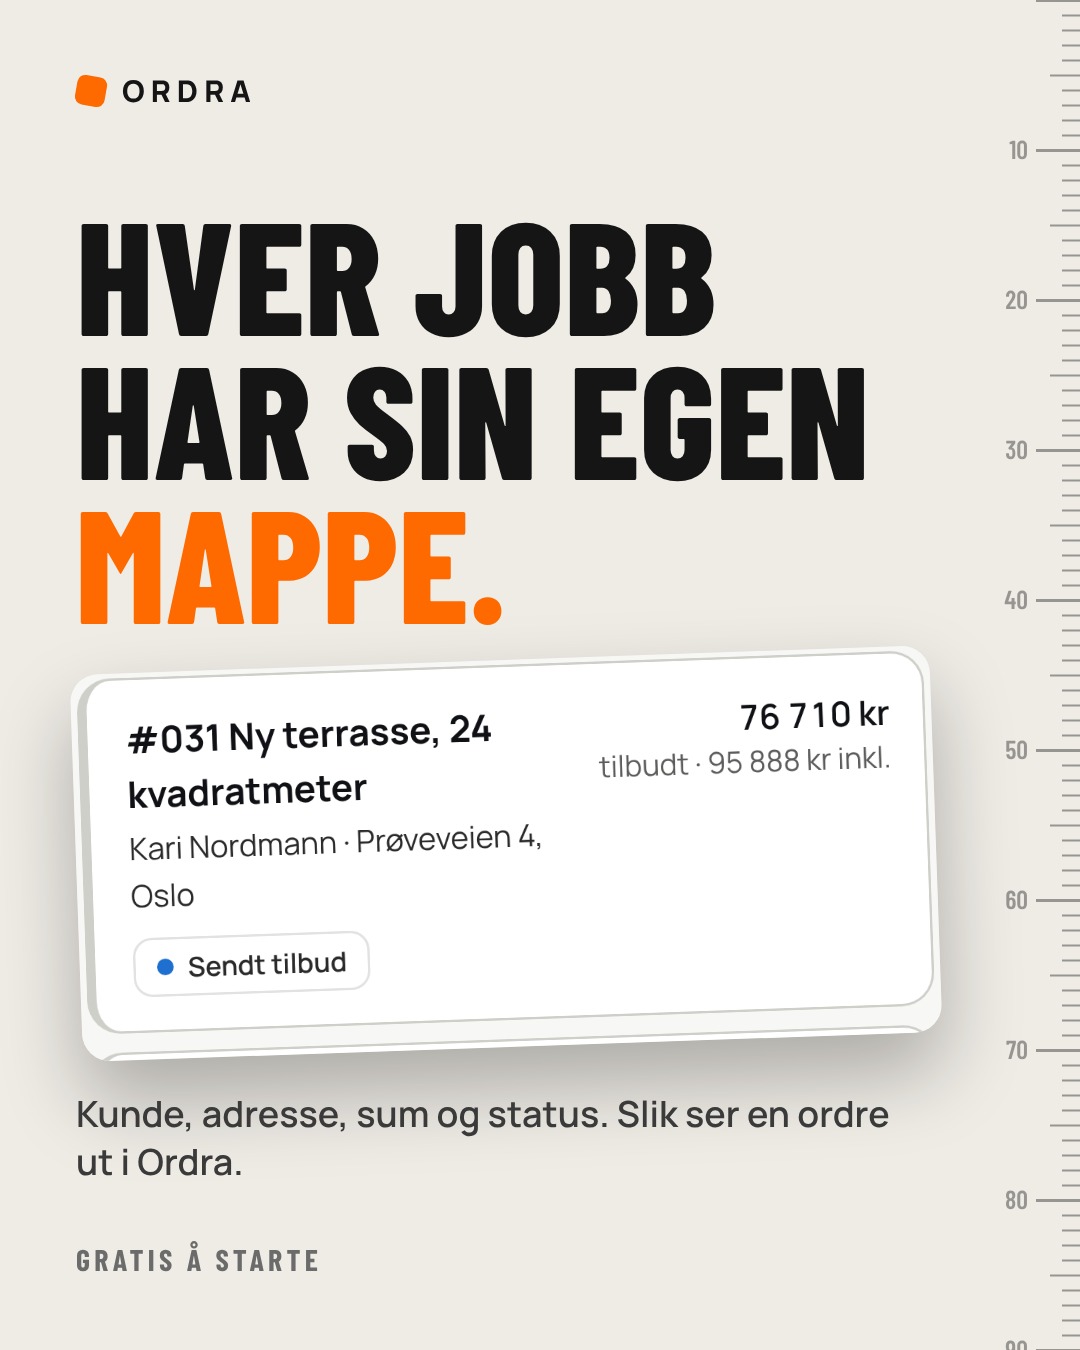 ORDRA
HVER JOBB
HAR SIN EGEN
MAPPE.
#031 Ny terrasse, 24
kvadratmeter
76 710 kr
tilbudt · 95 888 kr inkl.
Kari Nordmann · Prøveveien 4,
Oslo
Sendt tilbud
Kunde, adresse, sum og status. Slik ser en ordre
ut i Ordra.
GRATIS Å STARTE
10
20
30
40
50
60
70
80
90